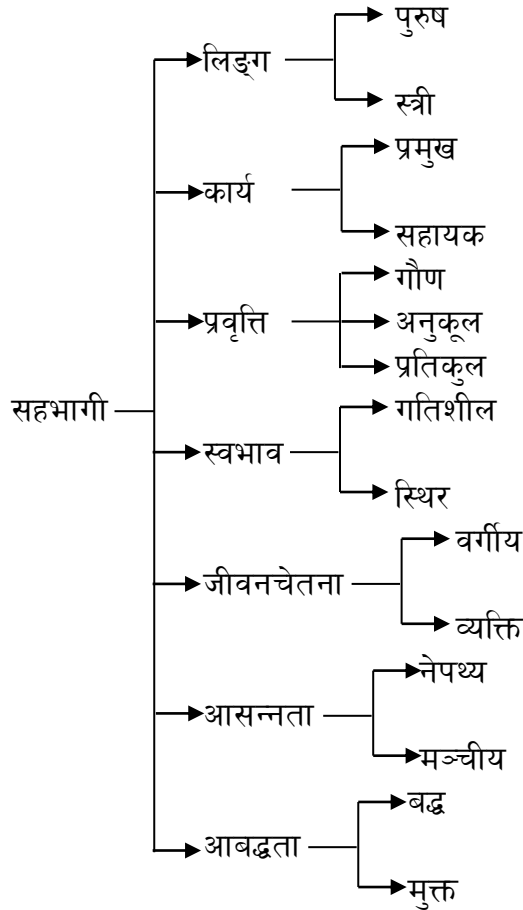 पुरुष
लिङ्ग
स्त्री
प्रमुख
कार्य
सहायक
गौण
प्रवृत्ति
अनुकूल
प्रतिकुल
सहभागी
गतिशील
स्वभाव
स्थिर
वर्गीय
जीवनचेतना
व्यक्ति
नेपथ्य
आसन्नता
मञ्चीय
बद्ध
आबद्धता
मुक्त